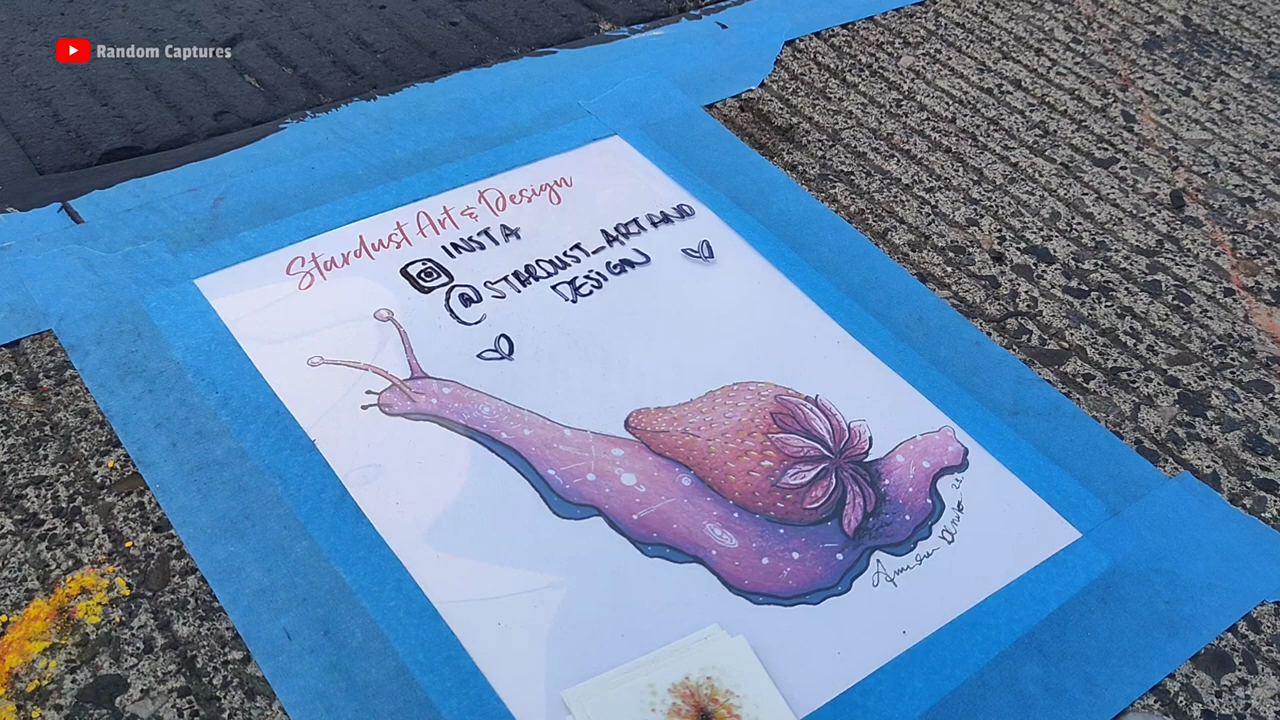 Random Captures
Stardust Art & Design
INSTA
@STARDUST_ARTAND
DESIGN